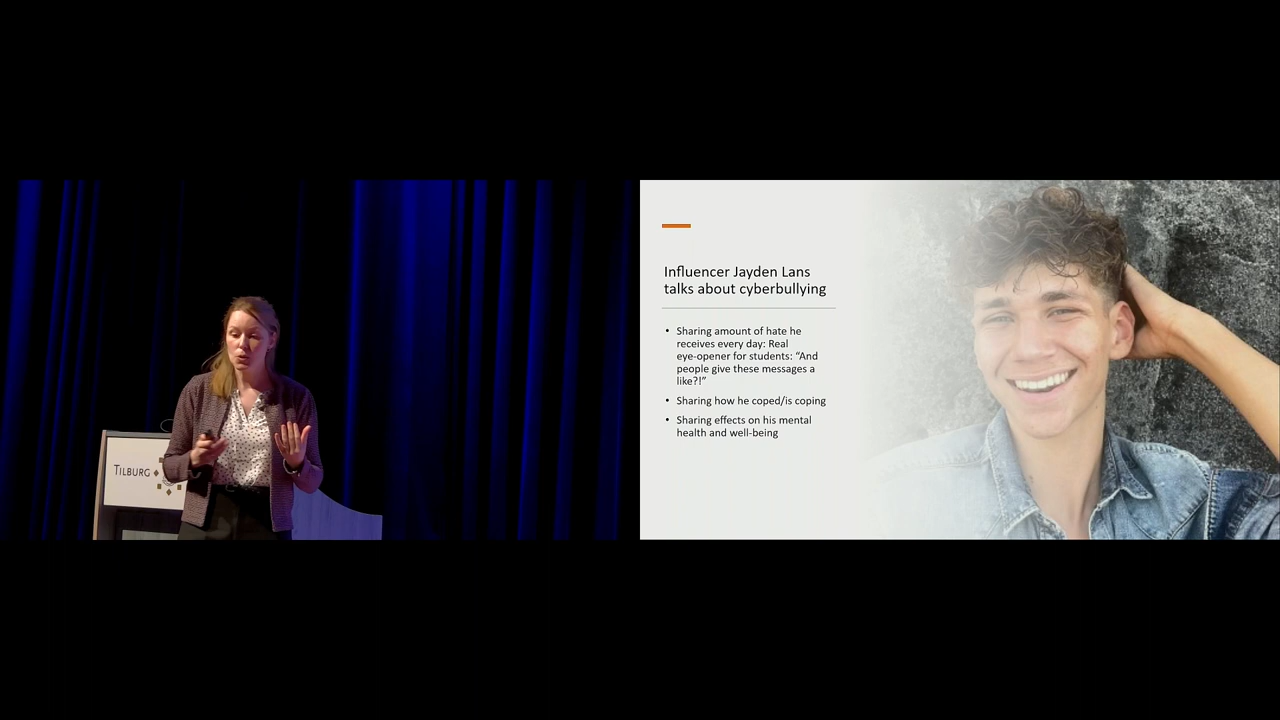 TILBURG
Influencer Jayden Lans
talks about cyberbullying
• Sharing amount of hate he
receives every day: Real
eye-opener for students: “And
people give these messages a
like?!”
• Sharing how he coped/is coping
• Sharing effects on his mental
health and well-being